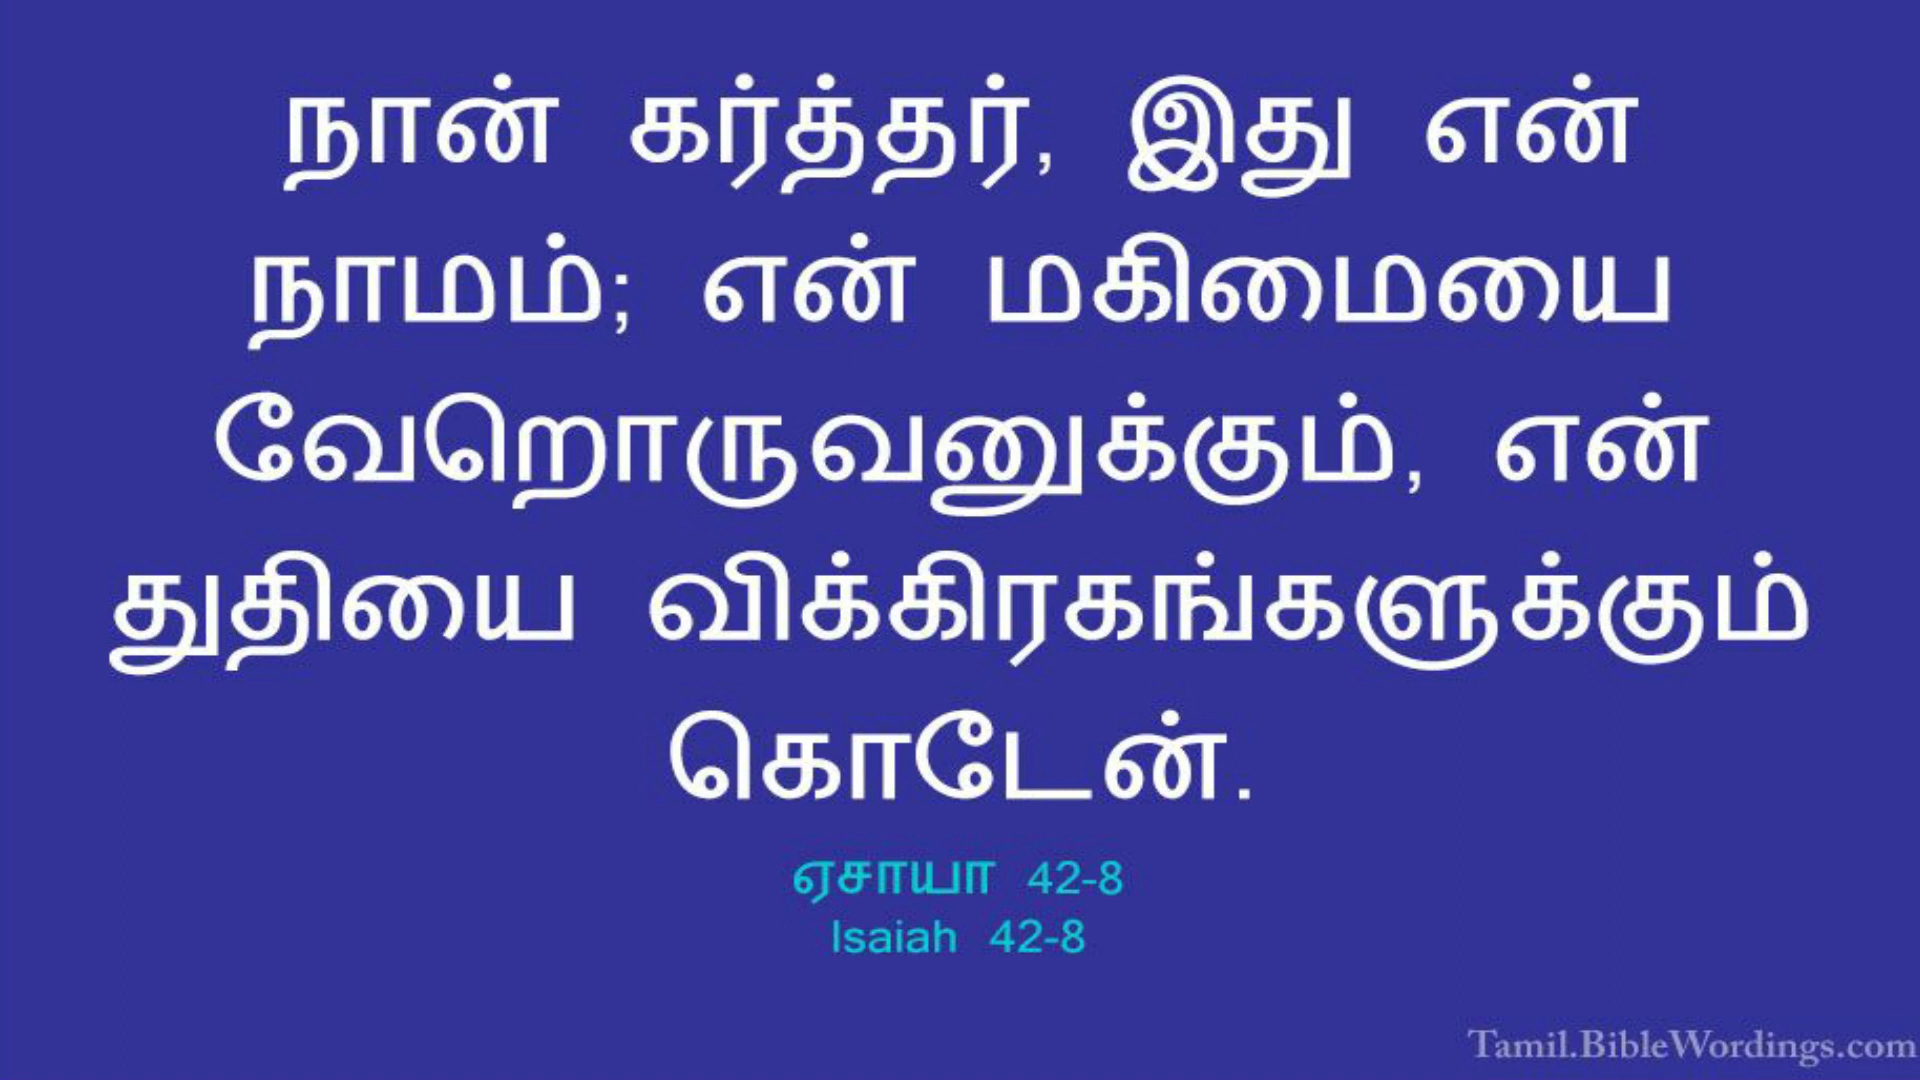 நான் கர்த்தர், இது என்
நாமம்; என் மகிமையை
வேறொருவனுக்கும், என்
துதியை விக்கிரகங்களுக்கும்
கொடேன்.
ஏசாயா 42-8
Isaiah 42-8
Tamil.BibleWordings.com